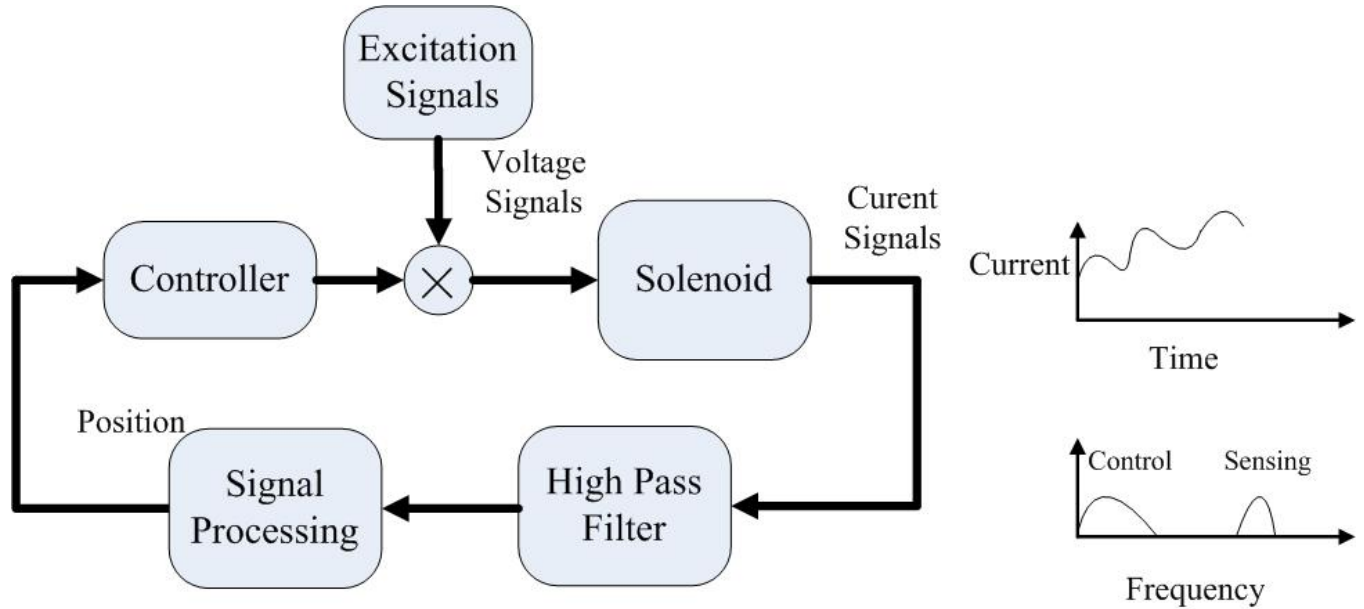 Excitation
Signals
Voltage
Signals
Curent
Signals
Controller
Solenoid
Current
Time
Position
Signal
Processing
High Pass
Filter
Control
Sensing
Frequency